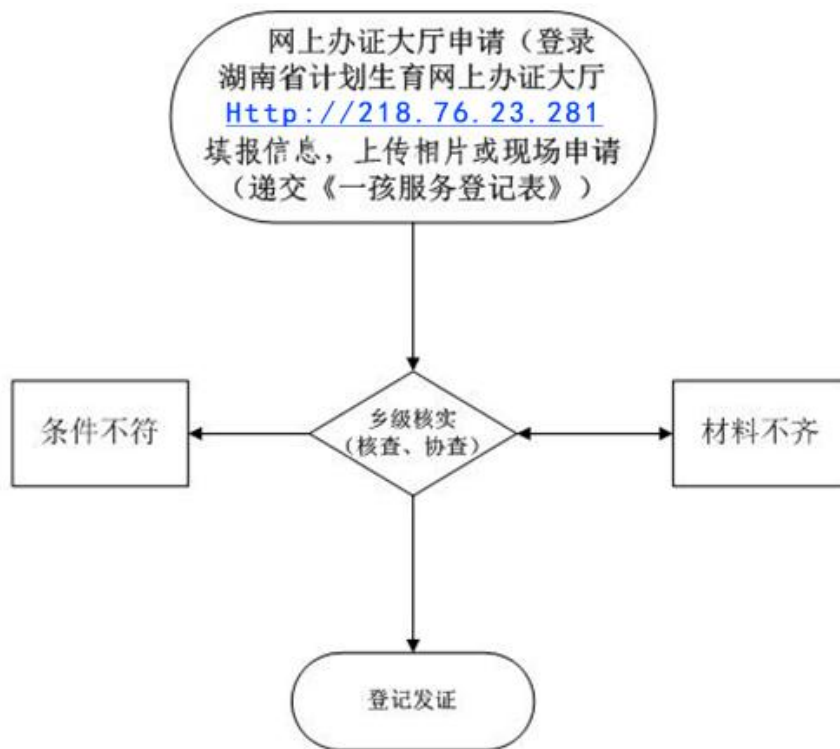 网上办证大厅申请（登录
湖南省计划生育网上办证大厅
Http://218.76.23.281
填报信息，上传相片或现场申请
（递交《一孩服务登记表》）
条件不符
乡级核实
（核查、协查）
材料不齐
登记发证